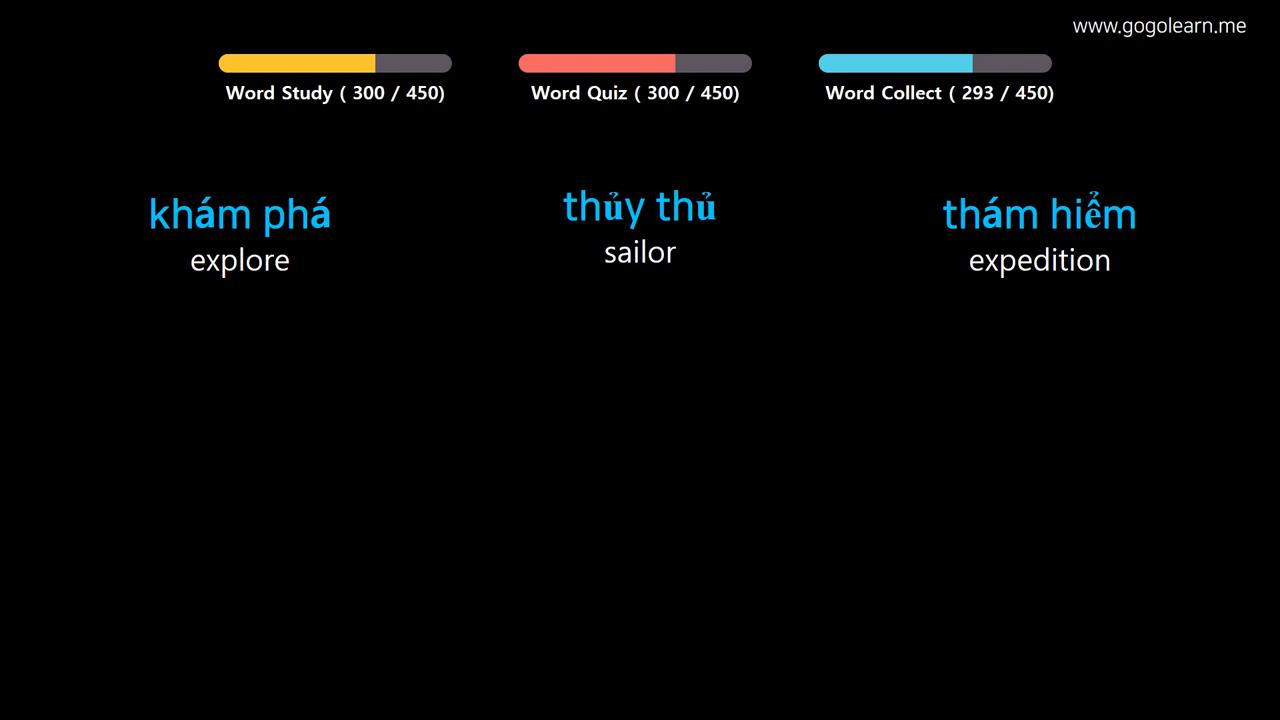 www.gogolearn.me
Word Study ( 300 / 450)
Word Quiz ( 300 / 450)
Word Collect ( 293 / 450)
khám phá
explore
thủy thủ
sailor
thám hiểm
expedition